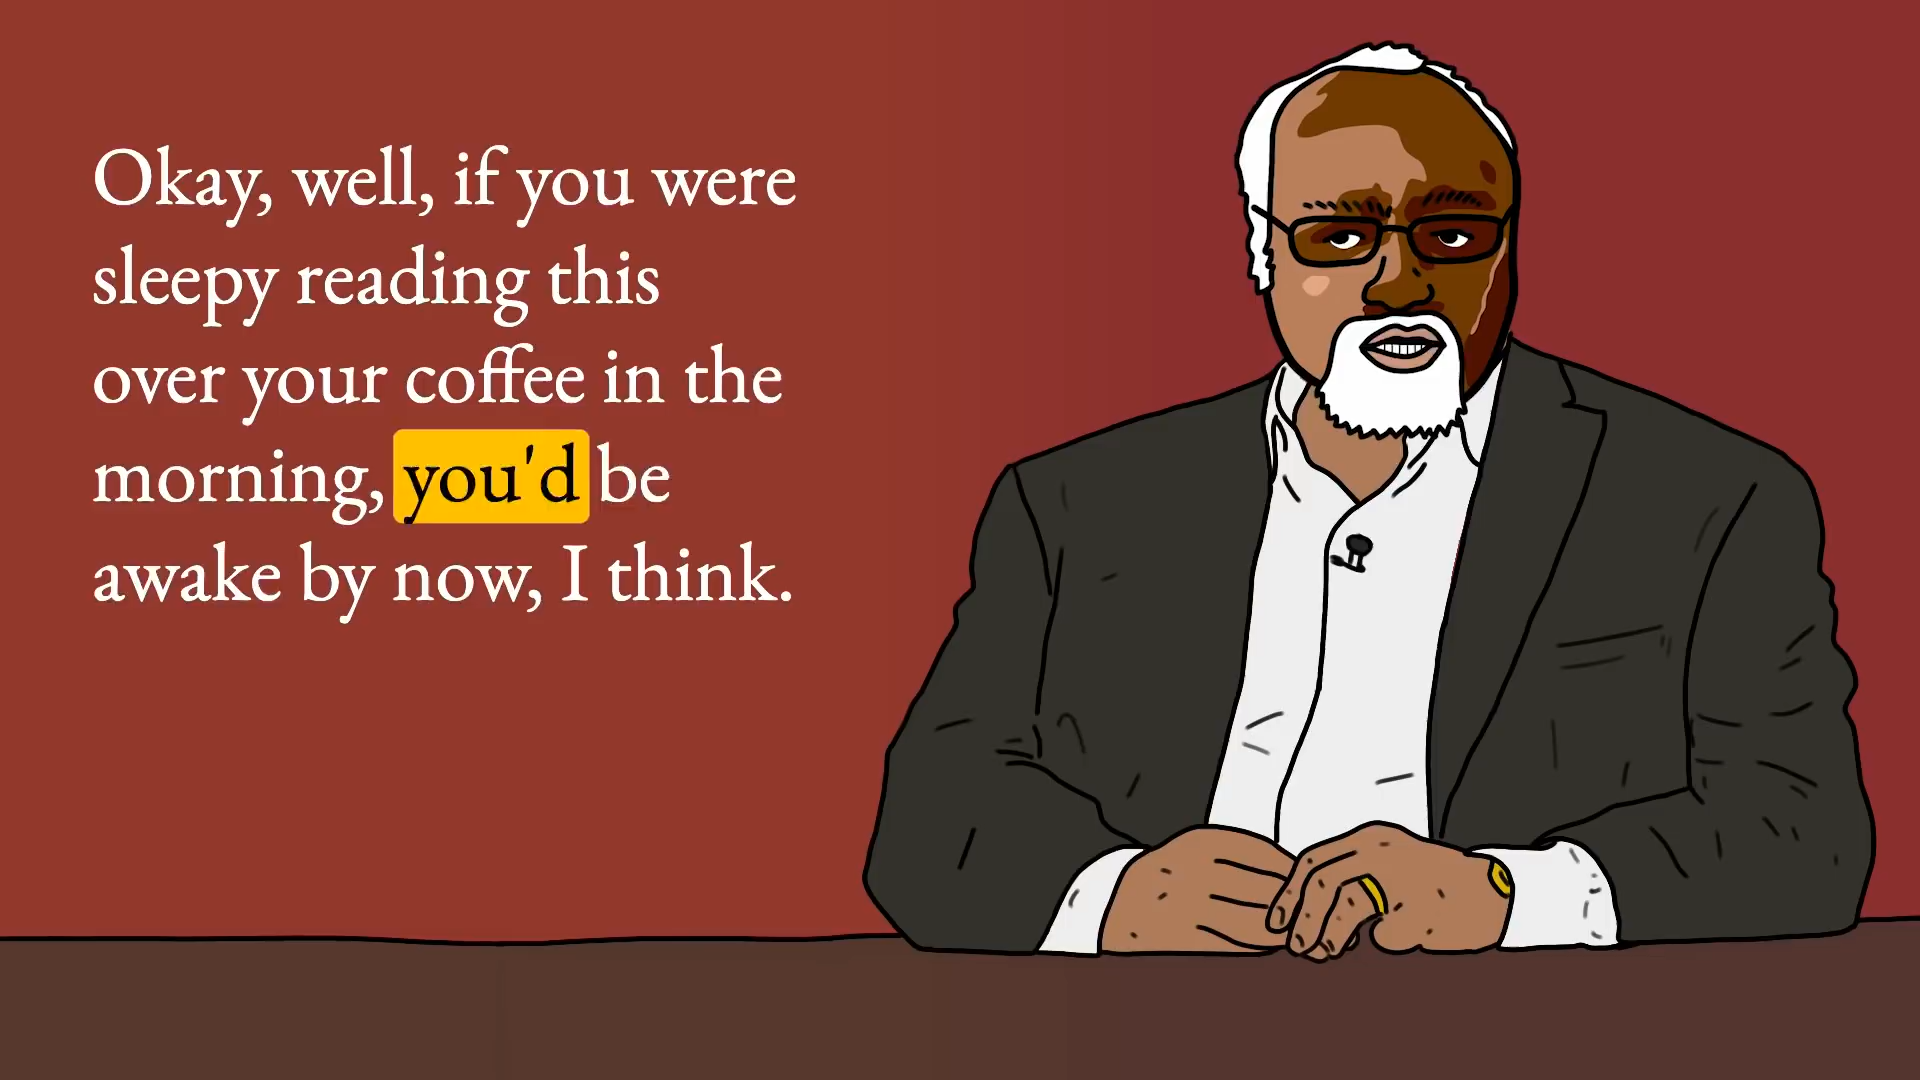 Okay, well, if you were
sleepy reading this
over your coffee in the
morning, you'd be
awake by now, I think.